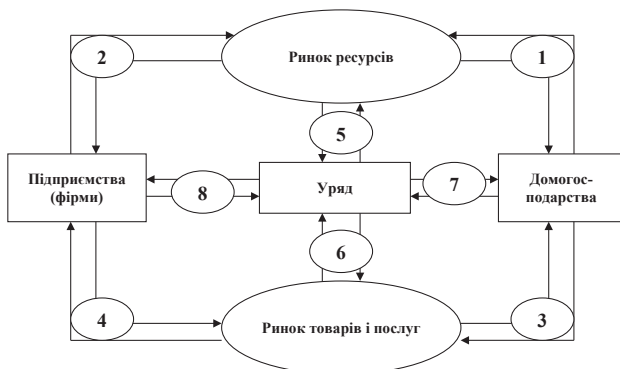 2
Ринок ресурсів
1
5
Підприємства
(фірми)
8
Уряд
7
Домогос-
подарства
6
4
Ринок товарів і послуг
3